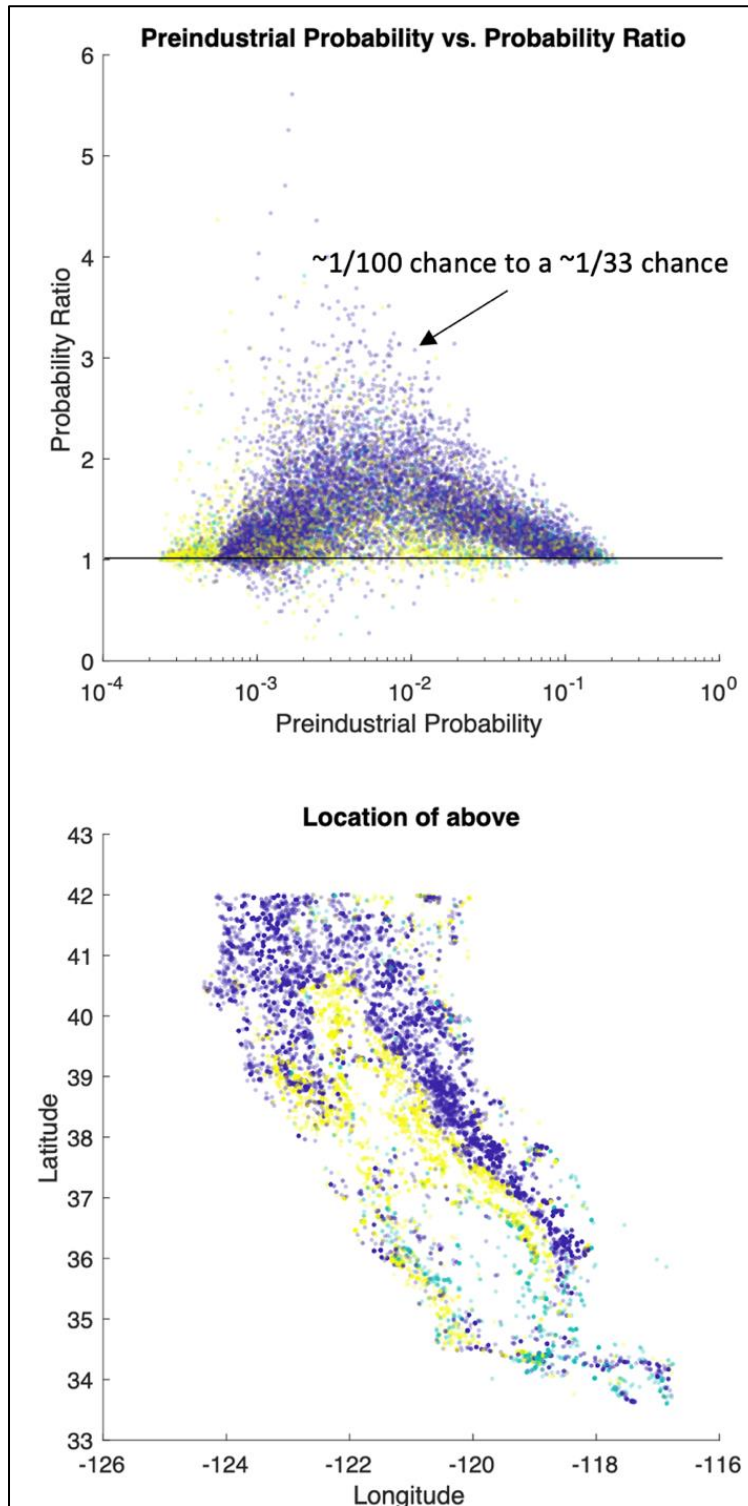 Preindustrial Probability vs. Probability Ratio
6
5
~1/100 chance to a ~1/33 chance
4
Probability Ratio
3
2
1
0
10-4 10-3 10-2 10-1 100
Preindustrial Probability
Location of above
43
42
41
40
39
38
Latitude
37
36
35
34
33
-126 -124 -122 -120 -118 -116
Longitude